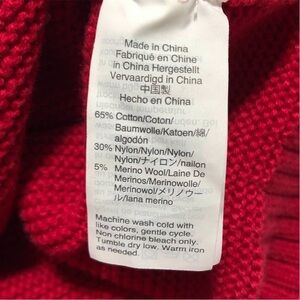 Made in China
Fabriqué en Chine
in China Hergestellt
Vervaardigd in China
中国製
Hecho en China
65% Cotton/Coton/
Baumwolle/Katoen/綿/
algodón
30% Nylon/Nylon/Nylon/
Nylon/ナイロン/nailon
5% Merino Wool/Laine De
Merinos/Merinowolle/
Merinowol/メリノウー
ル/lana merino
Machine wash cold with
like colors, gentle cycle.
Non chlorine bleach only.
Tumble dry low. Warm iron
as needed.